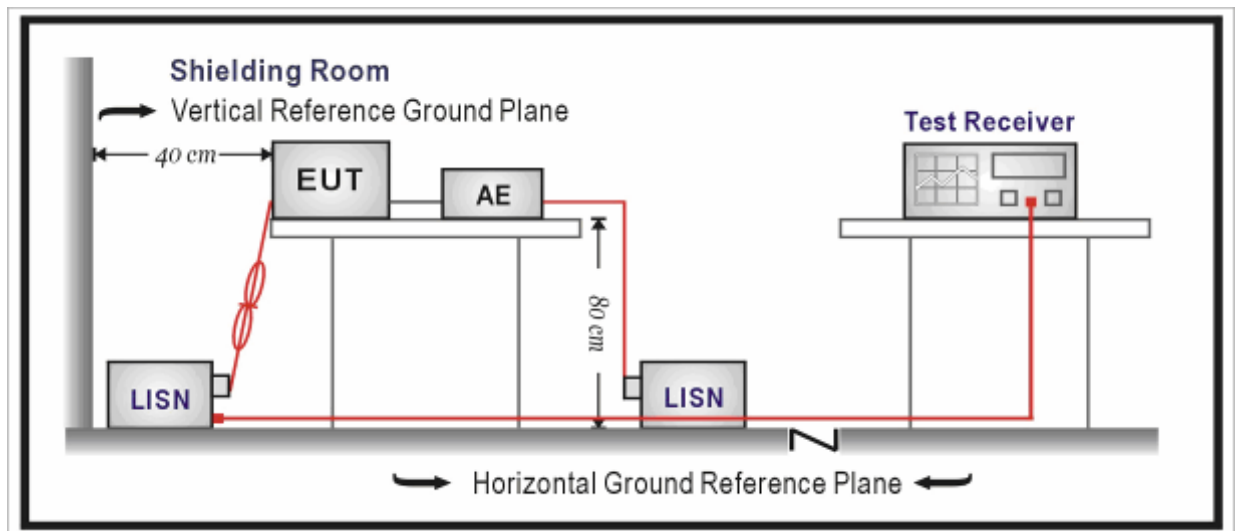 Shielding Room
Vertical Reference Ground Plane
40 cm
EUT
AE
Test Receiver
80 cm
LISN
LISN
Horizontal Ground Reference Plane